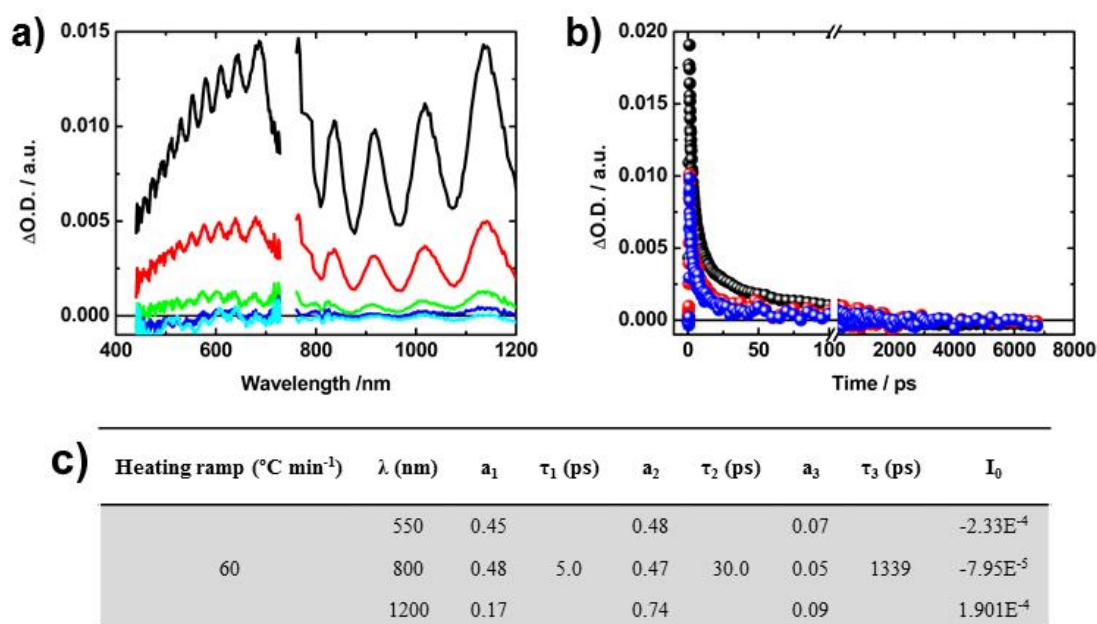 a)
0.015
0.010
0.005
0.000
ΔO.D. / a.u.
400 600 800 1000 1200
Wavelength /nm
b)
0.020
0.015
0.010
0.005
0.000
ΔO.D. / a.u.
0 50 100 2000 4000 6000 8000
Time / ps
c)
Heating ramp (°C min⁻¹) λ (nm) a₁ τ₁ (ps) a₂ τ₂ (ps) a₃ τ₃ (ps) I₀
550 0.45 0.48 0.07 -2.33E⁻⁴
60 800 0.48 5.0 0.47 30.0 0.05 1339 -7.95E⁻⁵
1200 0.17 0.74 0.09 1.901E⁻⁴